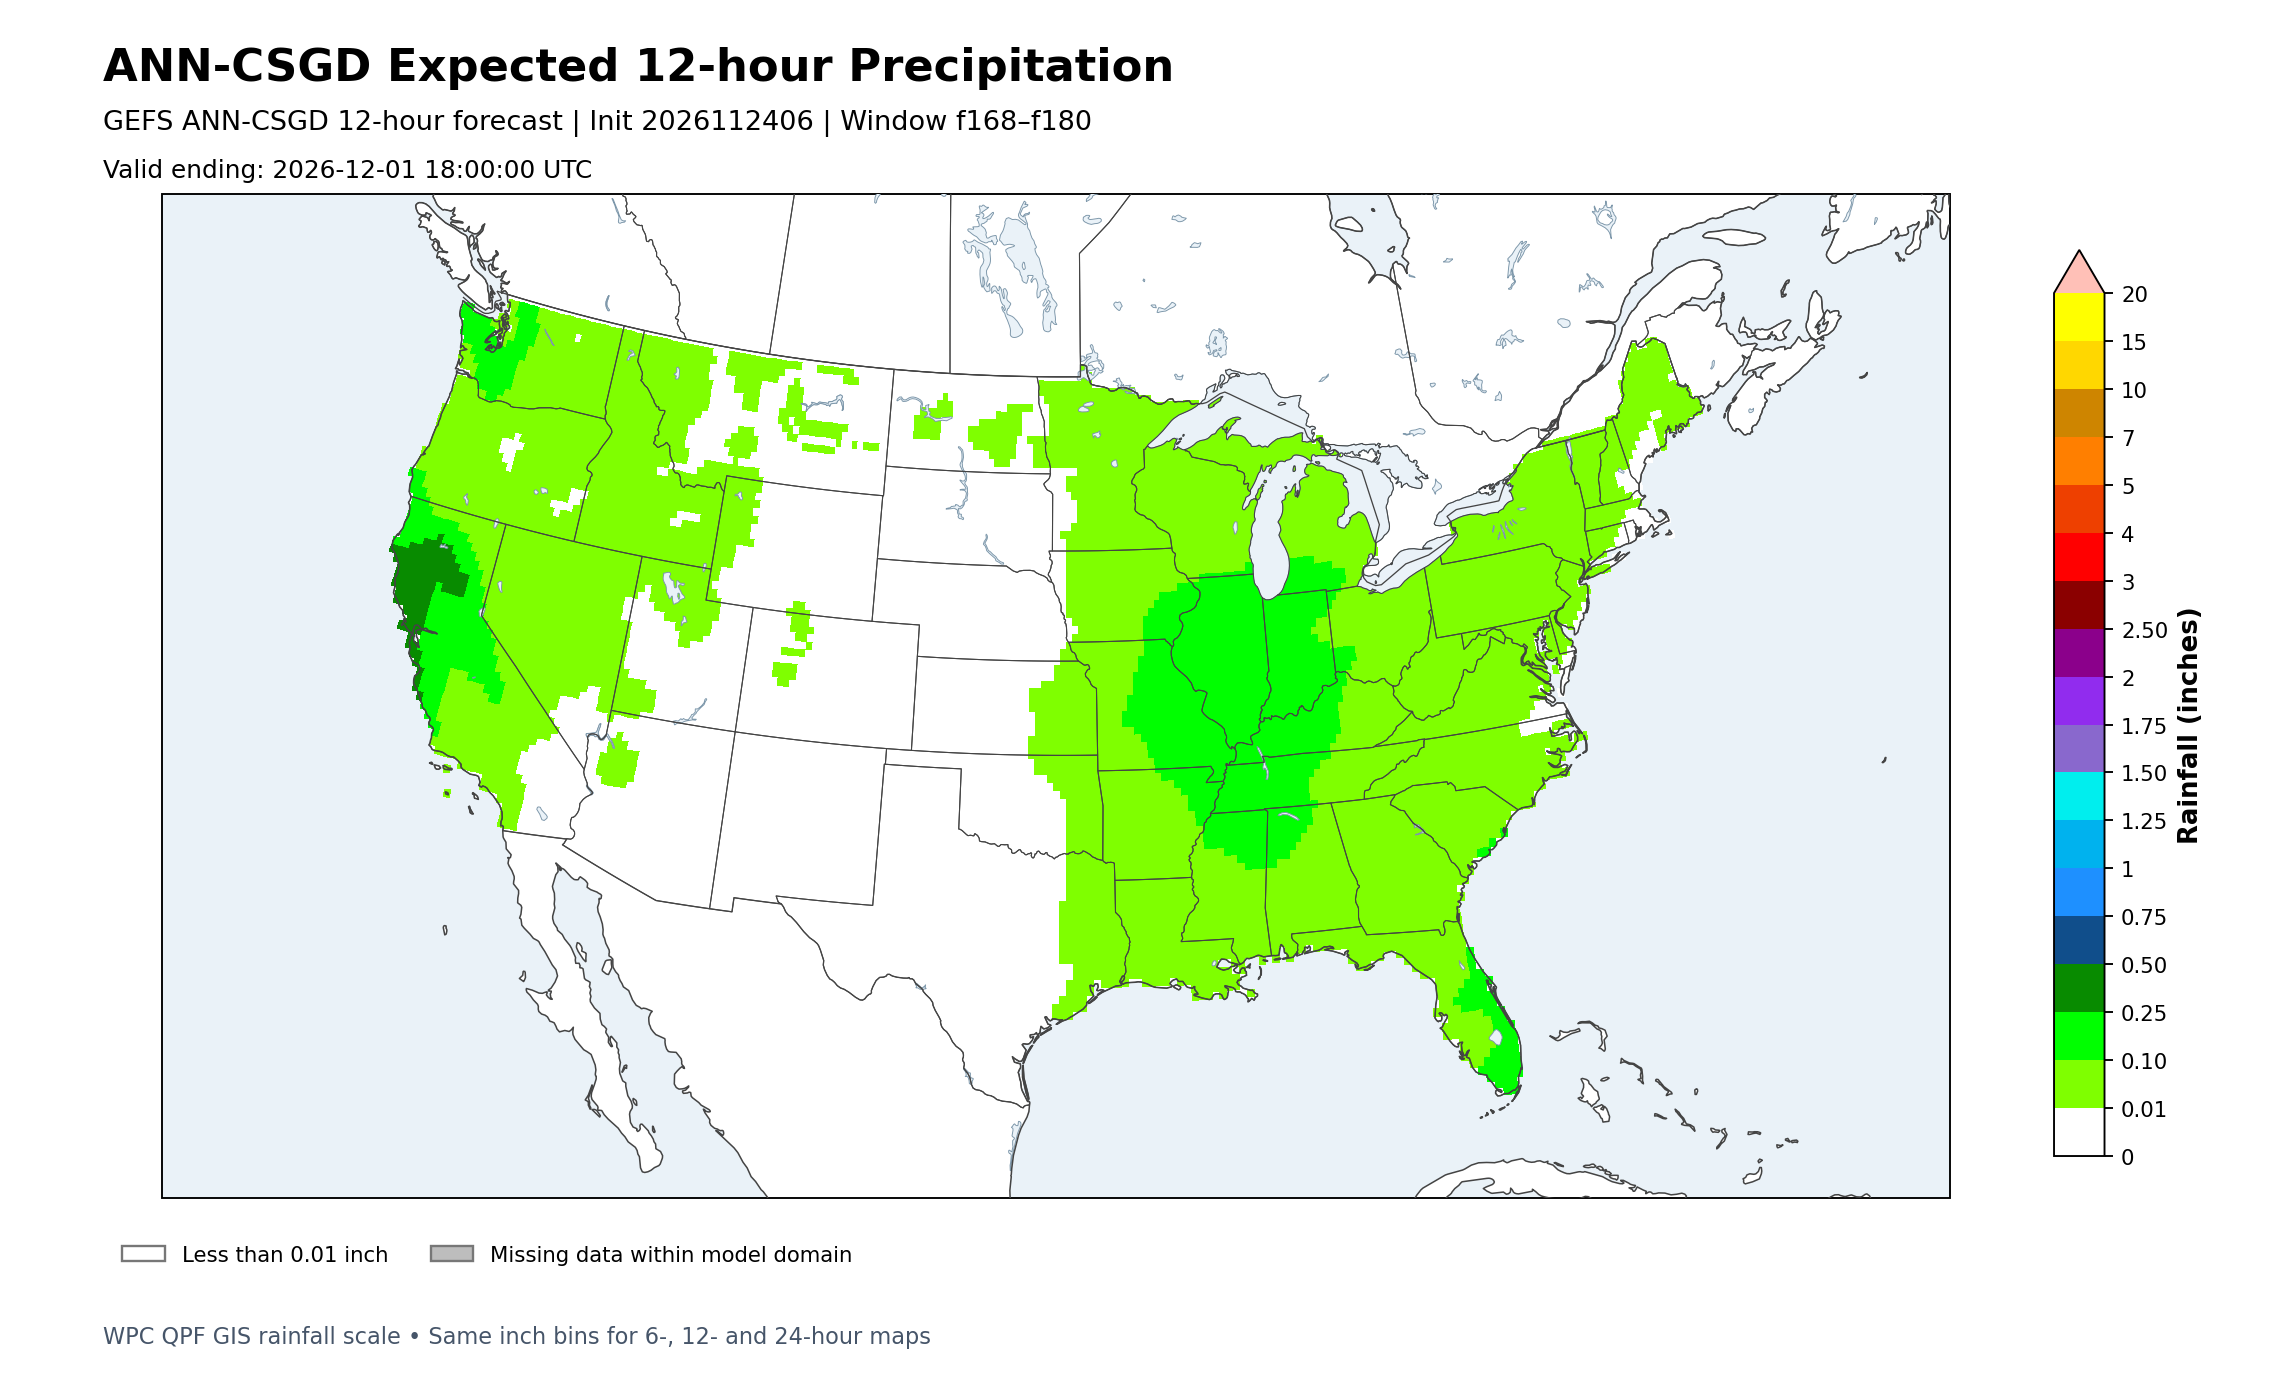 ANN-CSGD Expected 12-hour Precipitation
GEFS ANN-CSGD 12-hour forecast | Init 2026112406 | Window f168–f180
Valid ending: 2026-12-01 18:00:00 UTC
20
15
10
7
5
4
3
2.50
2
1.75
1.50
1.25
1
0.75
0.50
0.25
0.10
0.01
0
Rainfall (inches)
Less than 0.01 inch
Missing data within model domain
WPC QPF GIS rainfall scale • Same inch bins for 6-, 12- and 24-hour maps